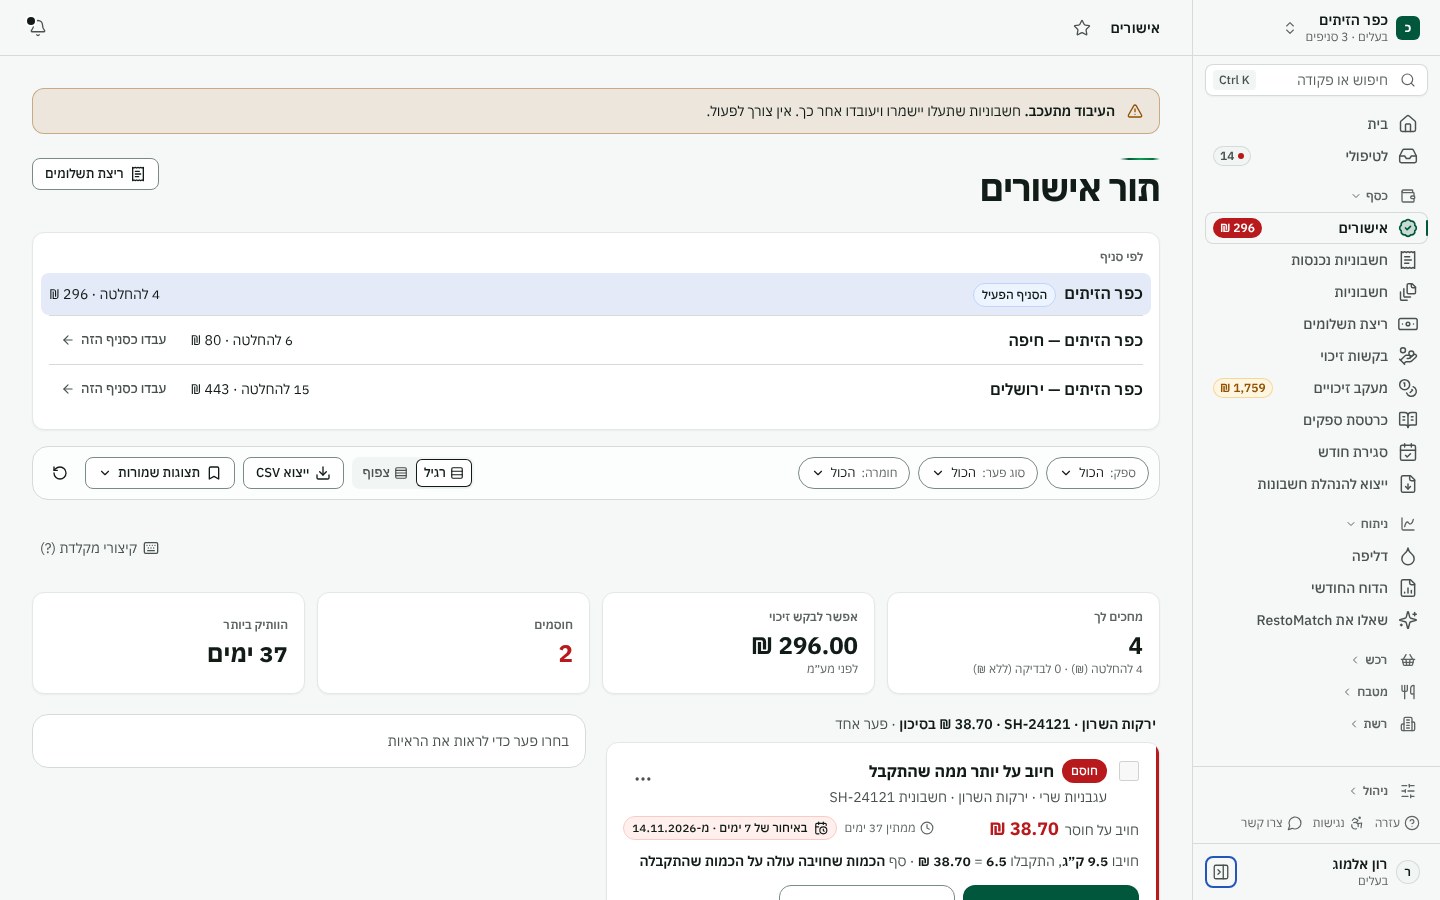 כ
כפר הזיתים
בעלים · 3 סניפים
חיפוש או פקודה
Ctrl K
בית
לטיפולי
14
כסף
אישורים
296 ₪
חשבוניות נכנסות
חשבוניות
ריצת תשלומים
בקשות זיכוי
מעקב זיכויים
1,759 ₪
כרטסת ספקים
סגירת חודש
ייצוא להנהלת חשבונות
ניתוח
דליפה
הדוח החודשי
שאלו את RestoMatch
רכש
מטבח
רשת
ניהול
עזרה
נגישות
צרו קשר
ר
רון אלמוג
בעלים
אישורים
העיבוד מתעכב. חשבוניות שתעלו יישמרו ויעובדו אחר כך. אין צורך לפעול.
תור אישורים
ריצת תשלומים
לפי סניף
כפר הזיתים
הסניף הפעיל
4 להחלטה · 296 ₪
כפר הזיתים — חיפה
6 להחלטה · 80 ₪
עבדו כסניף הזה
כפר הזיתים — ירושלים
15 להחלטה · 443 ₪
עבדו כסניף הזה
ספק: הכול
סוג פער: הכול
חומרה: הכול
רגיל
צפוף
ייצוא CSV
תצוגות שמורות
קיצורי מקלדת (?)
מחכים לך
4
4 להחלטה (₪) · 0 לבדיקה (ללא ₪)
אפשר לבקש זיכוי
296.00 ₪
לפני מע״מ
חוסמים
2
הוותיק ביותר
37 ימים
ירקות השרון · SH-24121 · 38.70 ₪ בסיכון · פער אחד
חוסם
חיוב על יותר ממה שהתקבל
עגבניות שרי · ירקות השרון · חשבונית SH-24121
חויב על חוסר 38.70 ₪
ממתין 37 ימים
באיחור של 7 ימים · מ-14.11.2026
חויבו 9.5 ק״ג, התקבלו 6.5 = 38.70 ₪ · סף הכמות שחויבה עולה על הכמות שהתקבלה
בחרו פער כדי לראות את הראיות